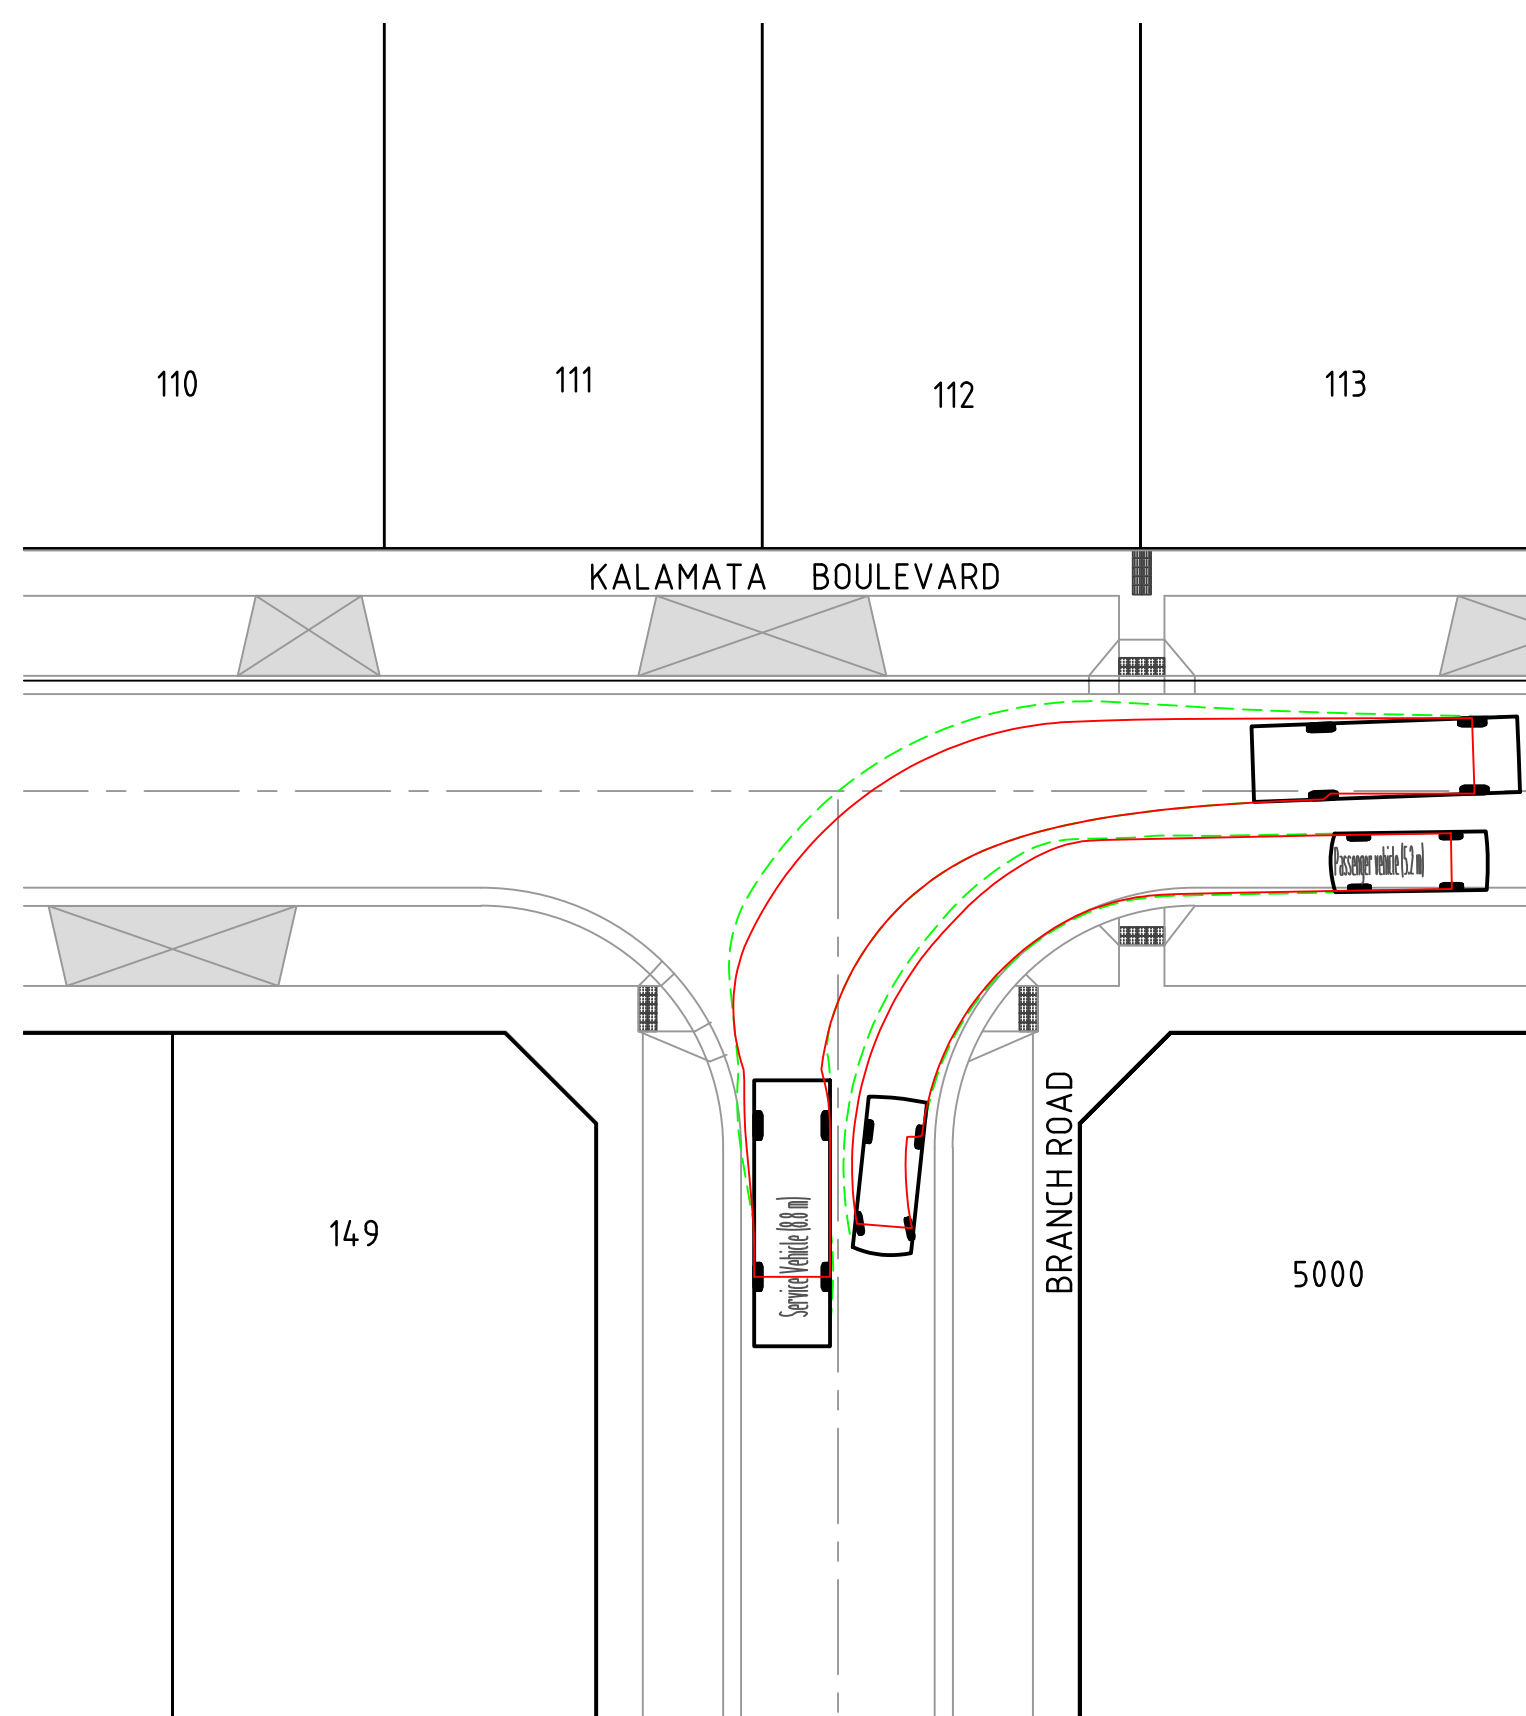 110
111
112
113
KALAMATA BOULEVARD
Passenger vehicle (5.2 m)
Service Vehicle (8.8 m)
BRANCH ROAD
149
5000